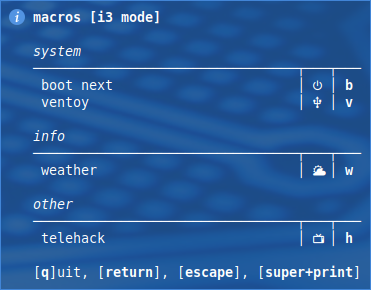 macros [i3 mode]
system
boot next b
ventoy v
info
weather w
other
telehack h
[q]uit, [return], [escape], [super+print]